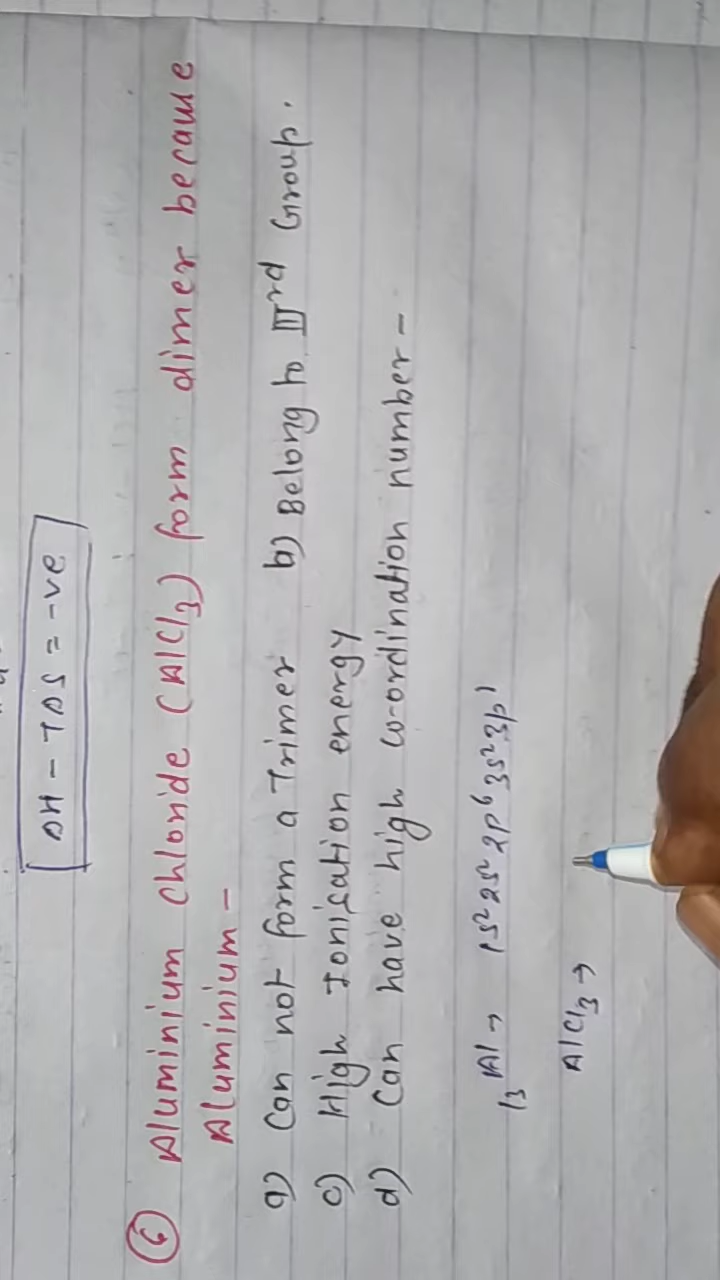 [ΔH - TΔS = -ve]
⑥ Aluminium chloride (AlCl₃) form dimer because
Aluminium -
a) Can not form a Trimer b) Belong to IIIrd Group.
c) High Ionisation energy
d) Can have high co-ordination number -
₁₃Al → 1s² 2s² 2p⁶ 3s² 3p¹
AlCl₃ →